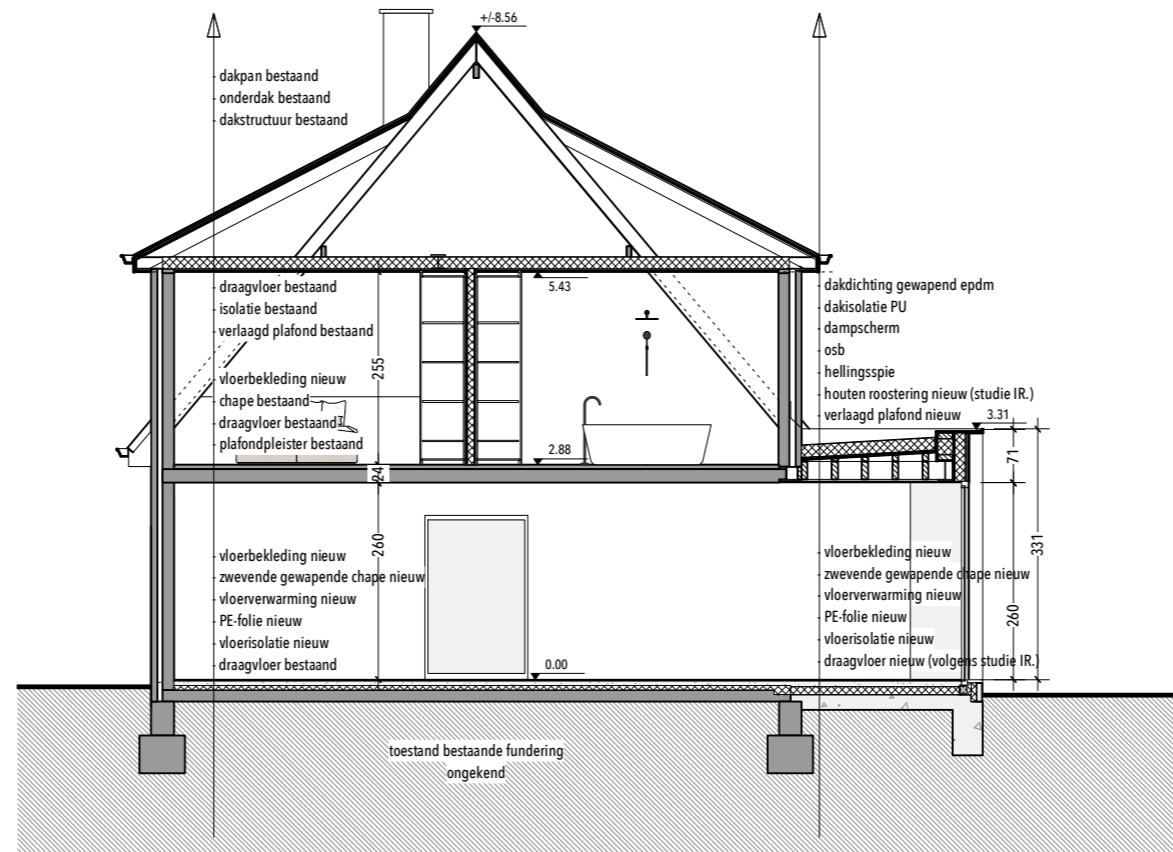 +/-8.56
dakpan bestaand
onderdak bestaand
dakstructuur bestaand
draagvloer bestaand
isolatie bestaand
verlaagd plafond bestaand
5.43
255
vloerbekleding nieuw
chape bestaand
draagvloer bestaand
plafondpleister bestaand
2.88
24
dakdichting gewapend epdm
dakisolatie PU
dampscherm
osb
hellingsspie
houten roostering nieuw (studie IR.)
verlaagd plafond nieuw
3.31
71
260
331
260
vloerbekleding nieuw
zwevende gewapende chape nieuw
vloerverwarming nieuw
PE-folie nieuw
vloerisolatie nieuw
draagvloer bestaand
0.00
vloerbekleding nieuw
zwevende gewapende chape nieuw
vloerverwarming nieuw
PE-folie nieuw
vloerisolatie nieuw
draagvloer nieuw (volgens studie IR.)
toestand bestaande fundering
ongekend